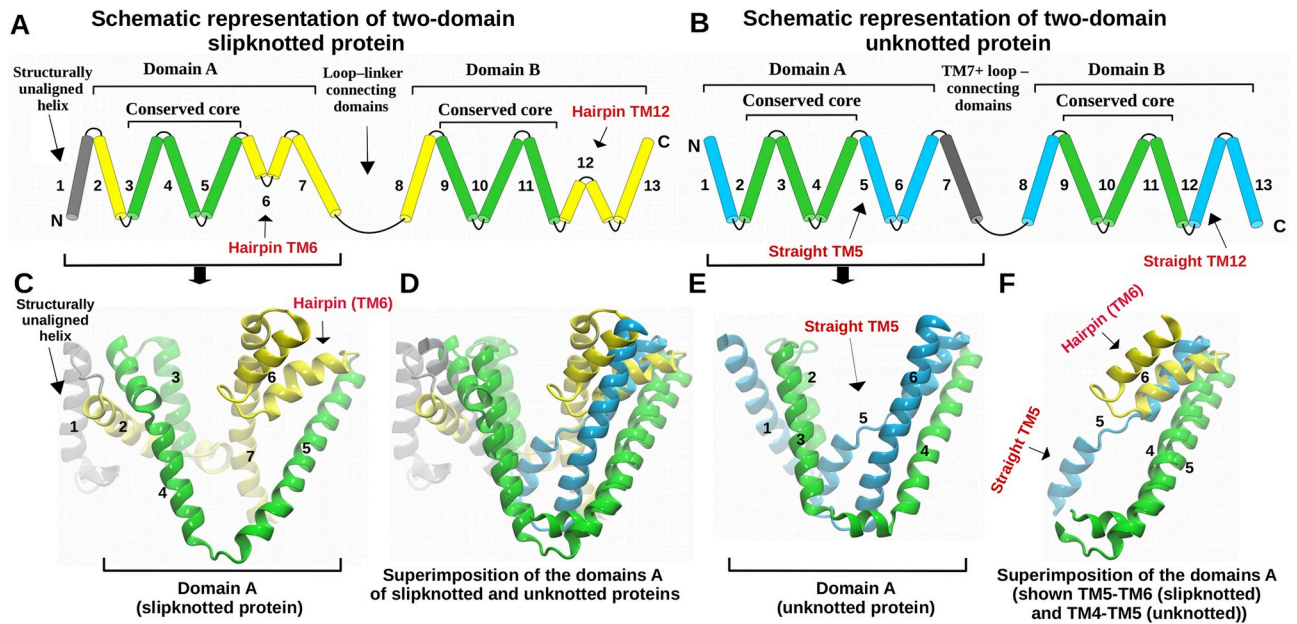 A
Schematic representation of two-domain
slipknotted protein
Structurally
unaligned
helix
Domain A
Loop–linker
connecting
domains
Domain B
Conserved core
Conserved core
Hairpin TM12
C
12
1
2
3
4
5
7
8
9
10
11
13
6
N
Hairpin TM6
B
Schematic representation of two-domain
unknotted protein
Domain A
TM7+ loop –
connecting
domains
Domain B
Conserved core
Conserved core
N
1
2
3
4
5
6
7
8
9
10
11
12
13
C
Straight TM5
Straight TM12
C
Structurally
unaligned
helix
Hairpin (TM6)
3
6
1
2
5
7
4
Domain A
(slipknotted protein)
D
Superimposition of the domains A
of slipknotted and unknotted proteins
E
Straight TM5
2
6
5
1
3
4
Domain A
(unknotted protein)
F
Hairpin (TM6)
6
5
Straight TM5
4
5
Superimposition of the domains A
(shown TM5-TM6 (slipknotted)
and TM4-TM5 (unknotted))